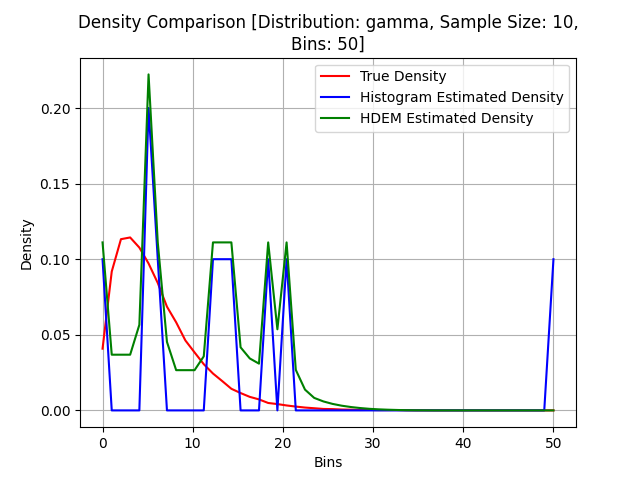 Density Comparison [Distribution: gamma, Sample Size: 10,
Bins: 50]
True Density
Histogram Estimated Density
HDEM Estimated Density
Density
0.20
0.15
0.10
0.05
0.00
0 10 20 30 40 50
Bins